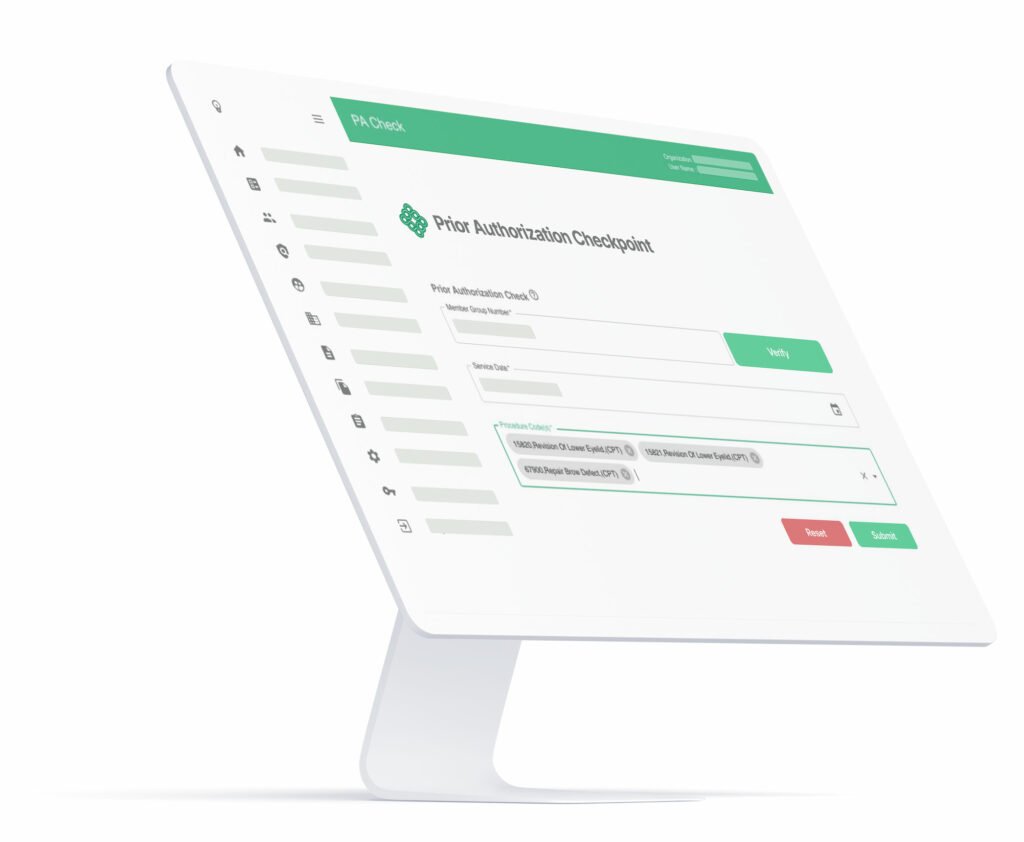 PA Check
Organization
User Name
Prior Authorization Checkpoint
Prior Authorization Check
Member Group Number*
Verify
Service Date*
Procedure Code(s)*
15820,Revision Of Lower Eyelid,(CPT)
15821,Revision Of Lower Eyelid,(CPT)
67900,Repair Brow Defect,(CPT)
Reset
Submit